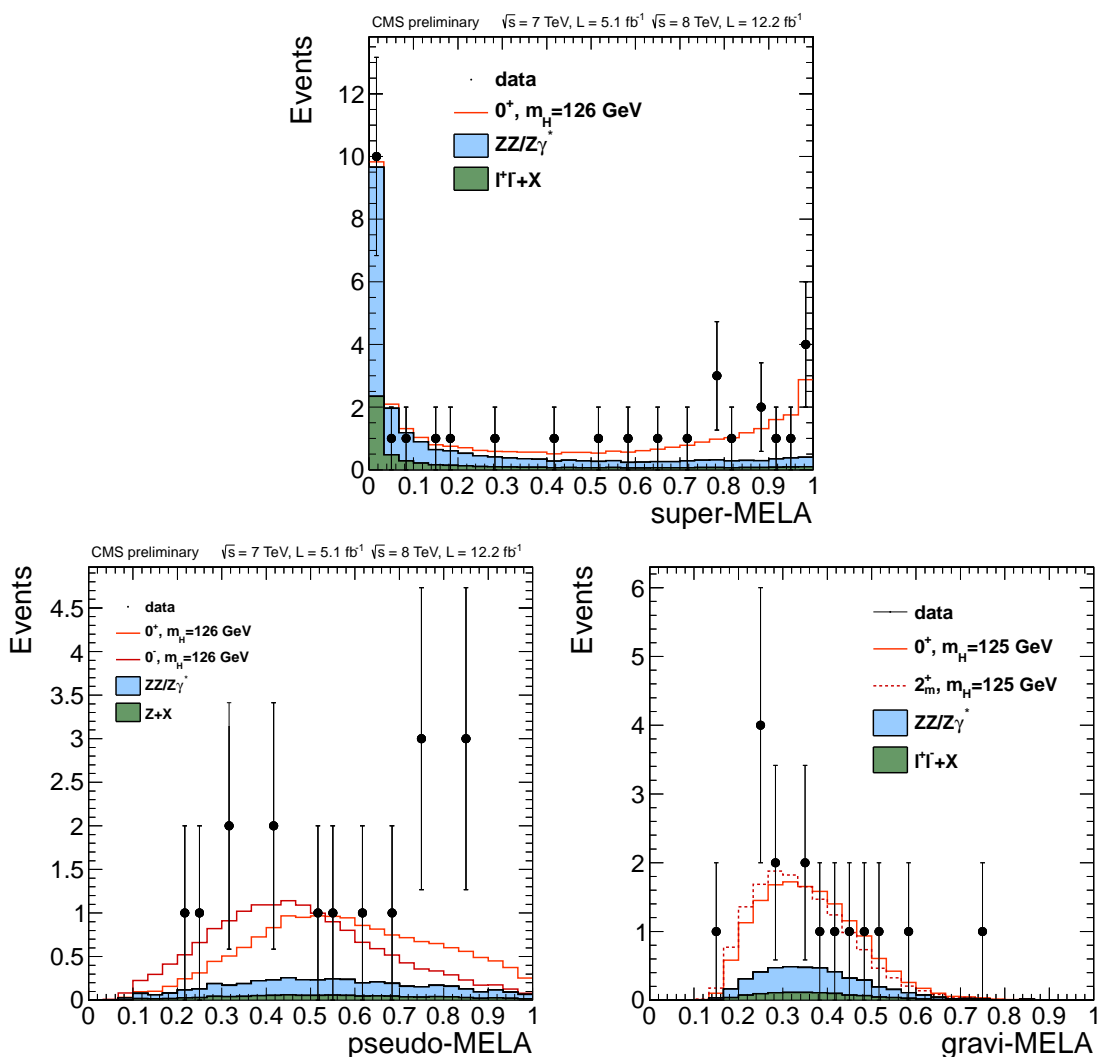 CMS preliminary √s = 7 TeV, L = 5.1 fb⁻¹ √s = 8 TeV, L = 12.2 fb⁻¹
Events
12
10
8
6
4
2
0
data
0⁺, m_H=126 GeV
ZZ/Zγ*
l⁺l⁻+X
0 0.1 0.2 0.3 0.4 0.5 0.6 0.7 0.8 0.9 1
super-MELA
CMS preliminary √s = 7 TeV, L = 5.1 fb⁻¹ √s = 8 TeV, L = 12.2 fb⁻¹
Events
4.5
4
3.5
3
2.5
2
1.5
1
0.5
0
data
0⁺, m_H=126 GeV
0⁻, m_H=126 GeV
ZZ/Zγ*
Z+X
0 0.1 0.2 0.3 0.4 0.5 0.6 0.7 0.8 0.9 1
pseudo-MELA
Events
6
5
4
3
2
1
0
data
0⁺, m_H=125 GeV
2⁺_m, m_H=125 GeV
ZZ/Zγ*
l⁺l⁻+X
0 0.1 0.2 0.3 0.4 0.5 0.6 0.7 0.8 0.9 1
gravi-MELA